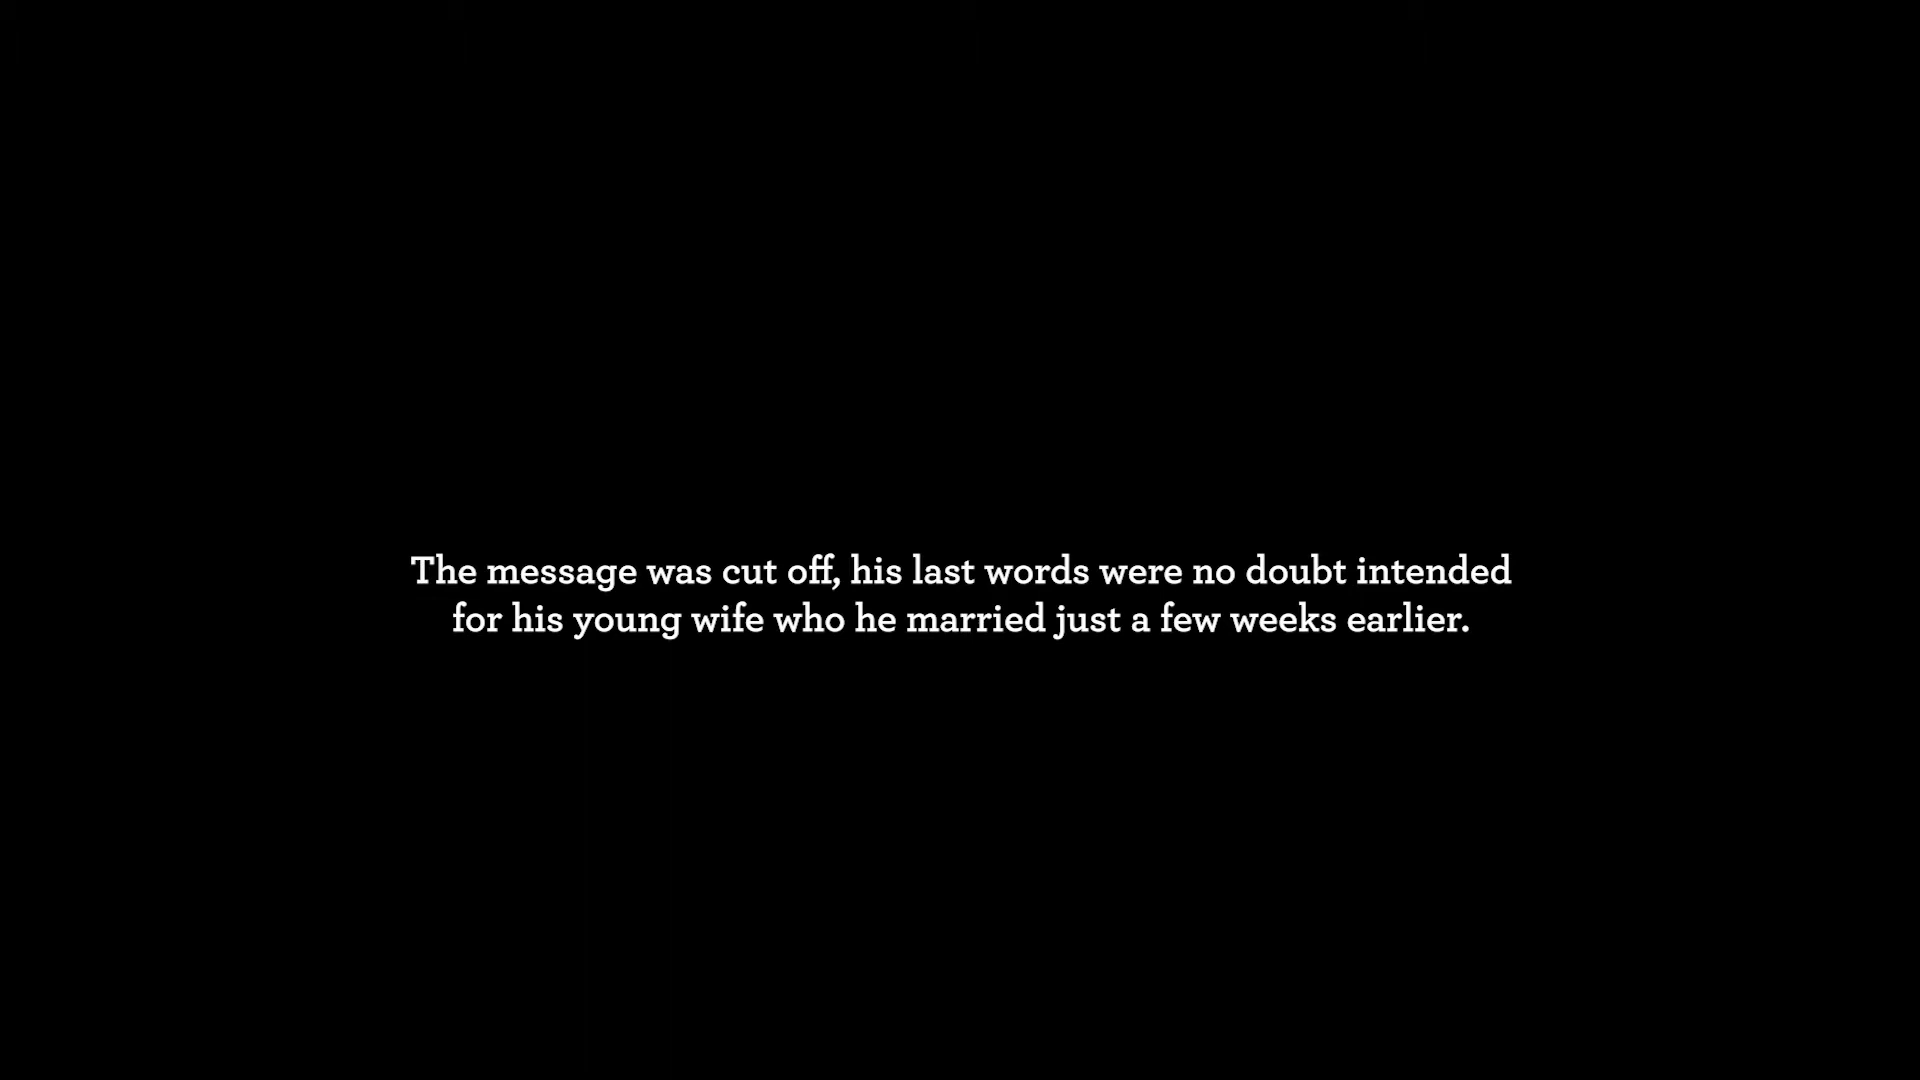 The message was cut off, his last words were no doubt intended
for his young wife who he married just a few weeks earlier.